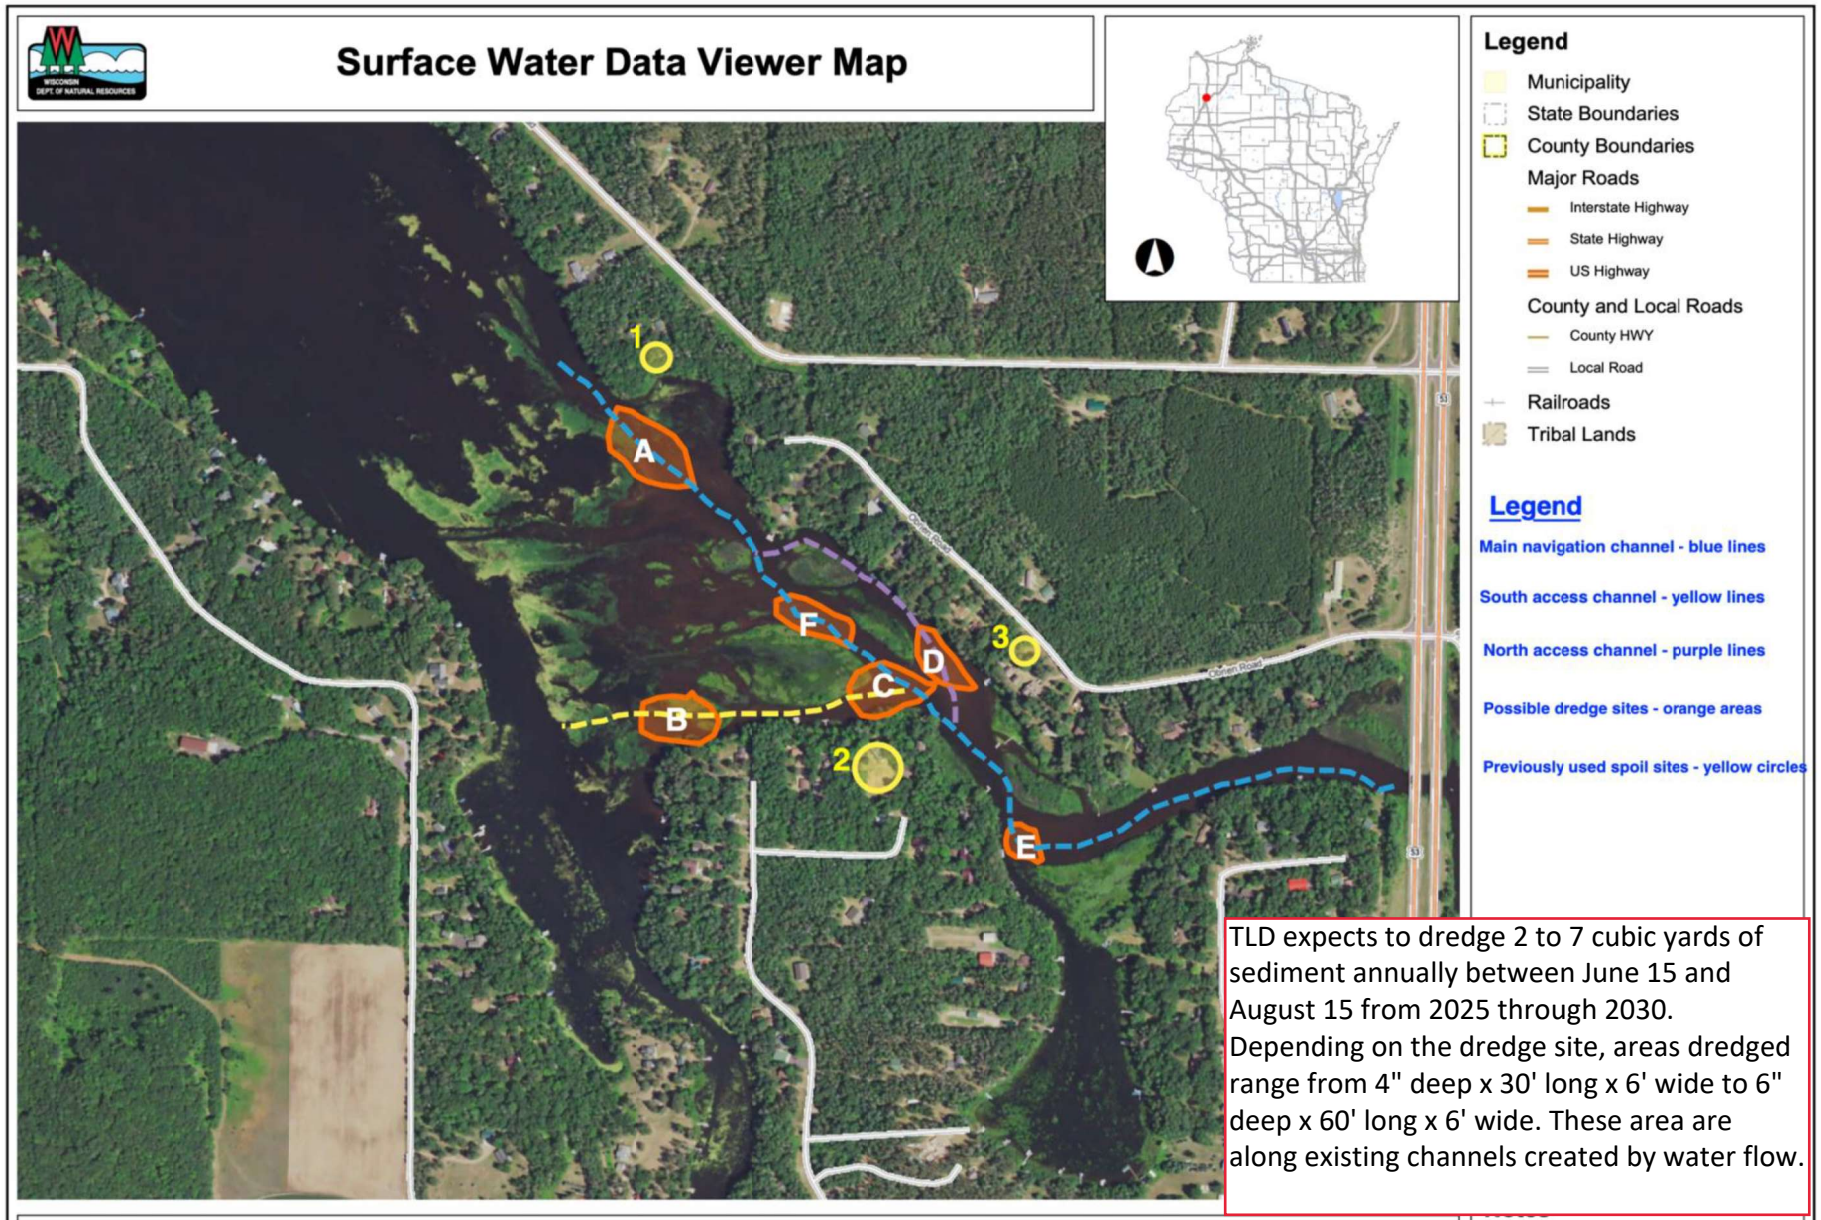 WISCONSIN
DEPT. OF NATURAL RESOURCES
Surface Water Data Viewer Map
Legend
Municipality
State Boundaries
County Boundaries
Major Roads
Interstate Highway
State Highway
US Highway
County and Local Roads
County HWY
Local Road
Railroads
Tribal Lands
Legend
Main navigation channel - blue lines
South access channel - yellow lines
North access channel - purple lines
Possible dredge sites - orange areas
Previously used spoil sites - yellow circles
1
A
53
Obrien Road
F
3
D
Obrien Road
C
B
2
E
53
TLD expects to dredge 2 to 7 cubic yards of
sediment annually between June 15 and
August 15 from 2025 through 2030.
Depending on the dredge site, areas dredged
range from 4" deep x 30' long x 6' wide to 6"
deep x 60' long x 6' wide. These area are
along existing channels created by water flow.